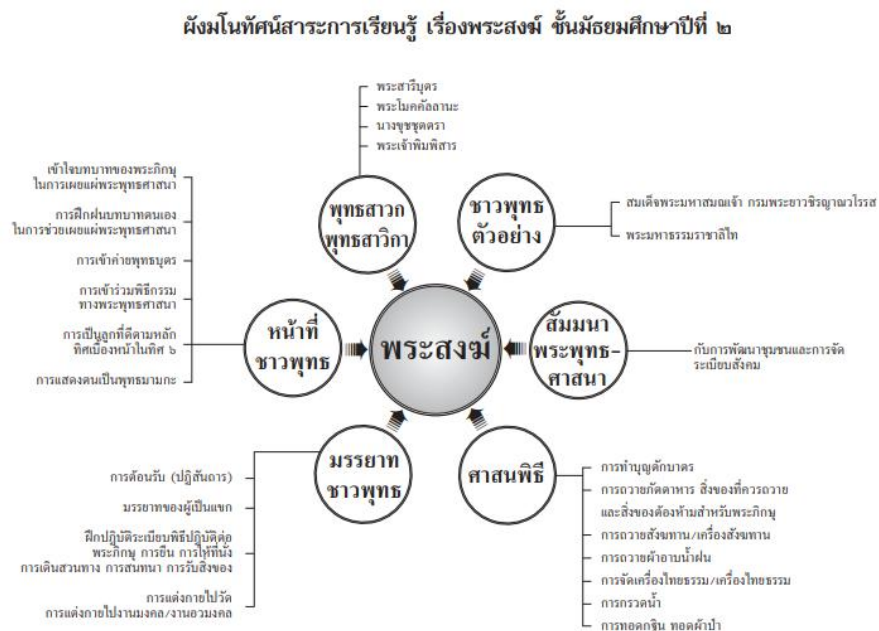 ผังมโนทัศน์สาระการเรียนรู้ เรื่องพระสงฆ์ ชั้นมัธยมศึกษาปีที่ ๒
พระสารีบุตร
พระโมคคัลลานะ
นางขุชชุตตรา
พระเจ้าพิมพิสาร
พุทธสาวก
พุทธสาวิกา
ชาวพุทธ
ตัวอย่าง
สมเด็จพระมหาสมณเจ้า กรมพระยาวชิรญาณวโรรส
พระมหาธรรมราชาลิไท
เข้าใจบทบาทของพระภิกษุ
ในการเผยแผ่พระพุทธศาสนา
การฝึกฝนบทบาทตนเอง
ในการช่วยเผยแผ่พระพุทธศาสนา
การเข้าค่ายพุทธบุตร
การเข้าร่วมพิธีกรรม
ทางพระพุทธศาสนา
การเป็นลูกที่ดีตามหลัก
ทิศเบื้องหน้าในทิศ ๖
การแสดงตนเป็นพุทธมามกะ
หน้าที่
ชาวพุทธ
พระสงฆ์
สัมมนา
พระพุทธ-
ศาสนา
กับการพัฒนาชุมชนและการจัด
ระเบียบสังคม
มรรยาท
ชาวพุทธ
การต้อนรับ (ปฏิสันถาร)
มรรยาทของผู้เป็นแขก
ฝึกปฏิบัติระเบียบพิธีปฏิบัติต่อ
พระภิกษุ การยืน การให้ที่นั่ง
การเดินสวนทาง การสนทนา การรับสิ่งของ
การแต่งกายไปวัด
การแต่งกายไปงานมงคล/งานอวมงคล
ศาสนพิธี
การทำบุญตักบาตร
การถวายภัตตาหาร สิ่งของที่ควรถวาย
และสิ่งของต้องห้ามสำหรับพระภิกษุ
การถวายสังฆทาน/เครื่องสังฆทาน
การถวายผ้าอาบน้ำฝน
การจัดเครื่องไทยธรรม/เครื่องไทยธรรม
การกรวดน้ำ
การทอดกฐิน ทอดผ้าป่า